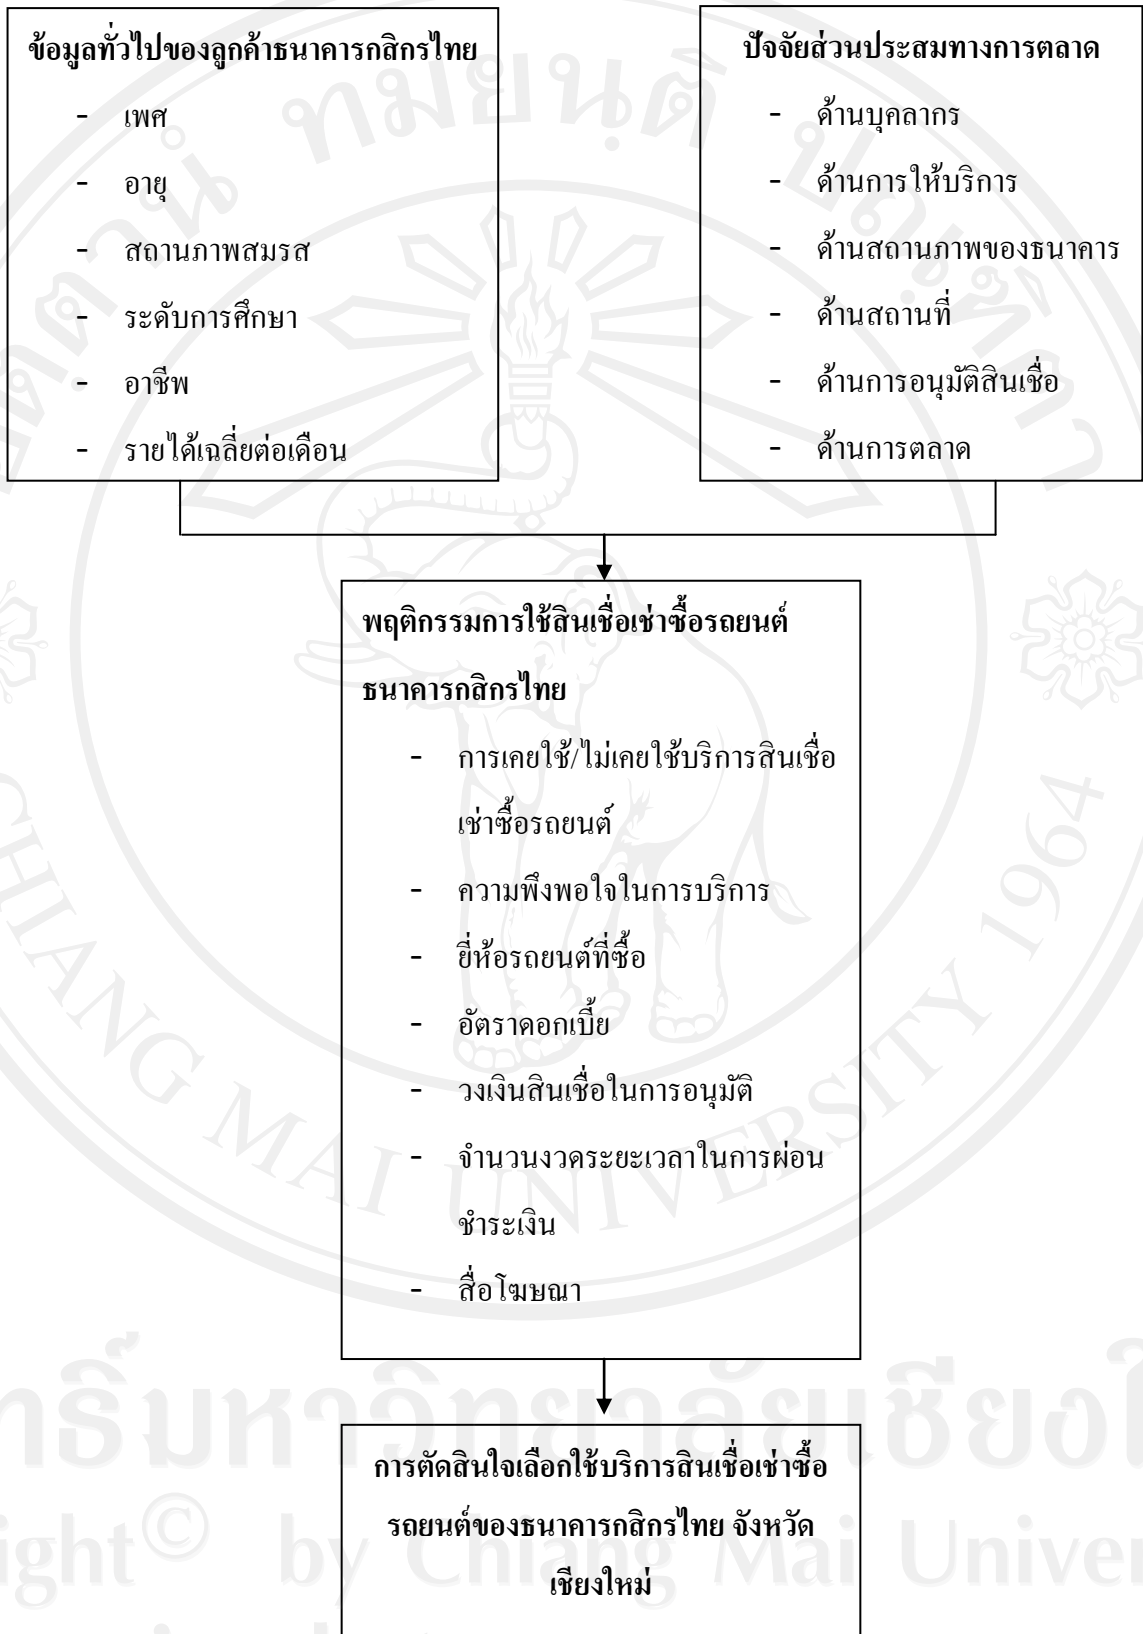 ข้อมูลทั่วไปของลูกค้าธนาคารกสิกรไทย
- เพศ
- อายุ
- สถานภาพสมรส
- ระดับการศึกษา
- อาชีพ
- รายได้เฉลี่ยต่อเดือน
ปัจจัยส่วนประสมทางการตลาด
- ด้านบุคลากร
- ด้านการให้บริการ
- ด้านสถานภาพของธนาคาร
- ด้านสถานที่
- ด้านการอนุมัติสินเชื่อ
- ด้านการตลาด
พฤติกรรมการใช้สินเชื่อเช่าซื้อรถยนต์
ธนาคารกสิกรไทย
- การเคยใช้/ไม่เคยใช้บริการสินเชื่อ
เช่าซื้อรถยนต์
- ความพึงพอใจในการบริการ
- ยี่ห้อรถยนต์ที่ซื้อ
- อัตราดอกเบี้ย
- วงเงินสินเชื่อในการอนุมัติ
- จำนวนงวดระยะเวลาในการผ่อน
ชำระเงิน
- สื่อโฆษณา
การตัดสินใจเลือกใช้บริการสินเชื่อเช่าซื้อ
รถยนต์ของธนาคารกสิกรไทย จังหวัด
เชียงใหม่
CHIANG MAI UNIVERSITY 1964
ight© by Chiang Mai Univer